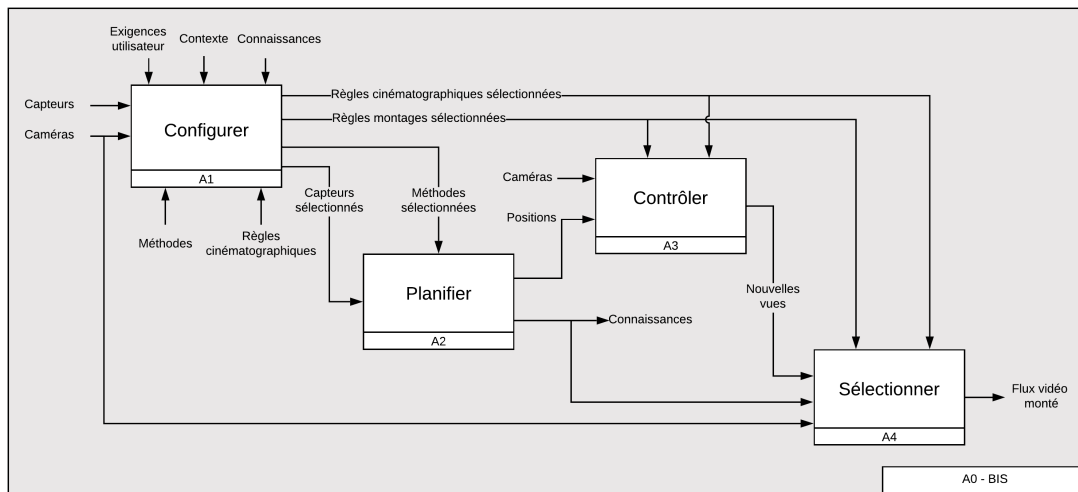 Exigences
utilisateur
Contexte
Connaissances
Capteurs
Caméras
Configurer
A1
Règles cinématographiques sélectionnées
Règles montages sélectionnées
Méthodes
Règles
cinématographiques
Capteurs
sélectionnés
Méthodes
sélectionnées
Caméras
Positions
Contrôler
A3
Planifier
A2
Connaissances
Nouvelles
vues
Sélectionner
A4
Flux vidéo
monté
A0 - BIS